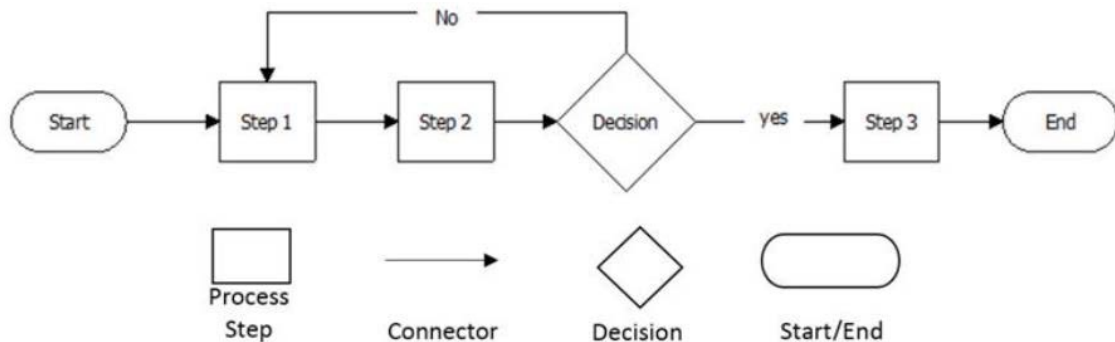 No
Start
Step 1
Step 2
Decision
yes
Step 3
End
Process
Step
Connector
Decision
Start/End